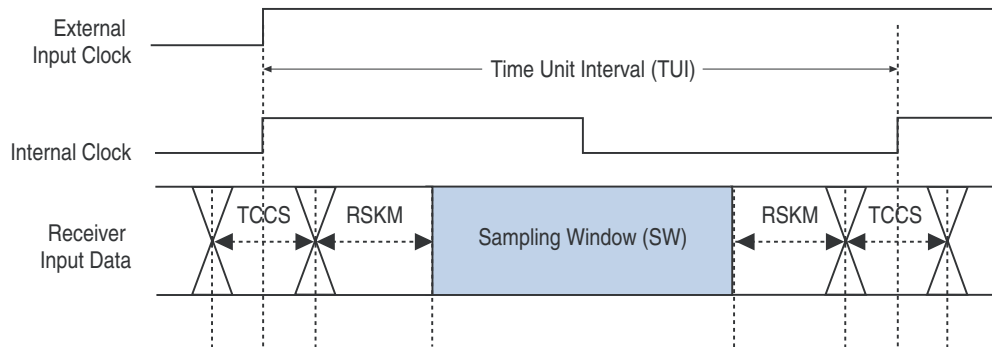 External
Input Clock
Time Unit Interval (TUI)
Internal Clock
Receiver
Input Data
TCCS
RSKM
Sampling Window (SW)
RSKM
TCCS